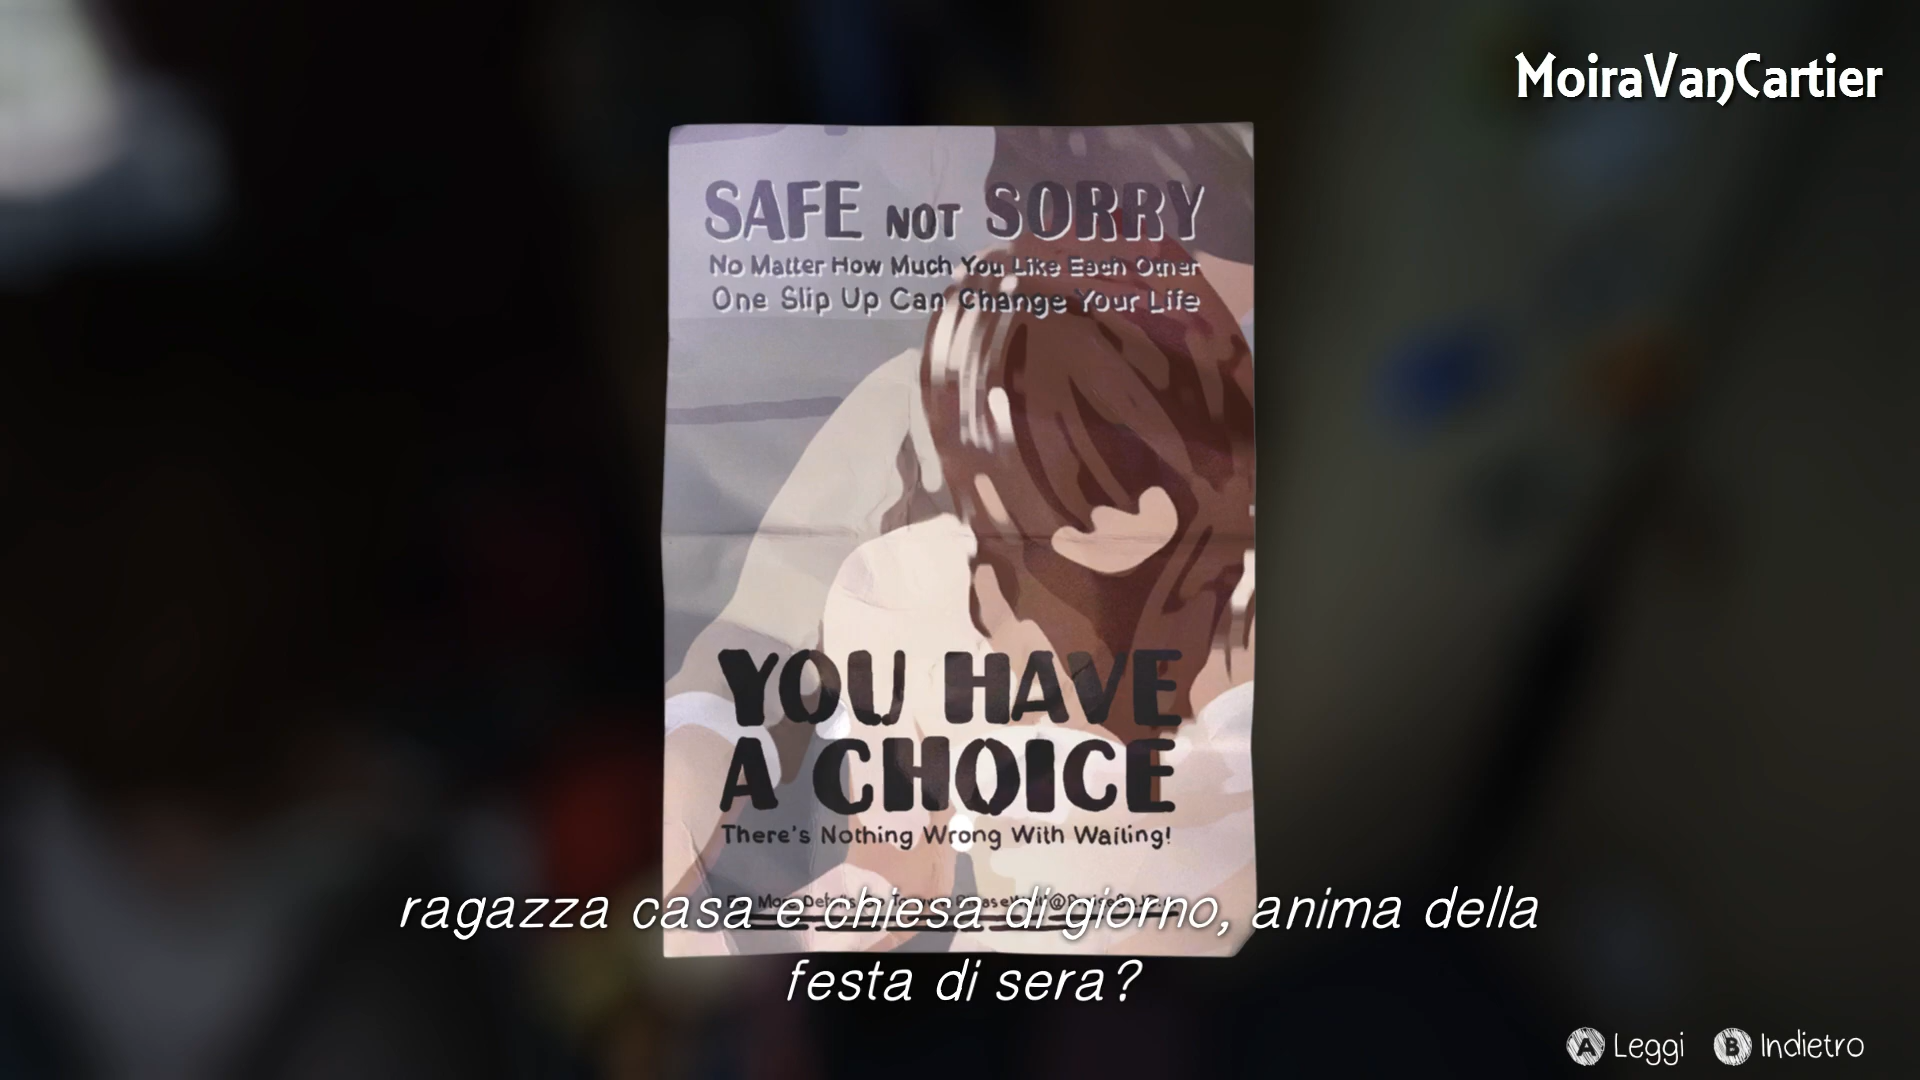 MoiraVanCartier
SAFE NOT SORRY
No Matter How Much You Like Each Other
One Slip Up Can Change Your Life
YOU HAVE
A CHOICE
There's Nothing Wrong With Waiting!
ragazza casa e chiesa di giorno, anima della
festa di sera?
A Leggi B Indietro